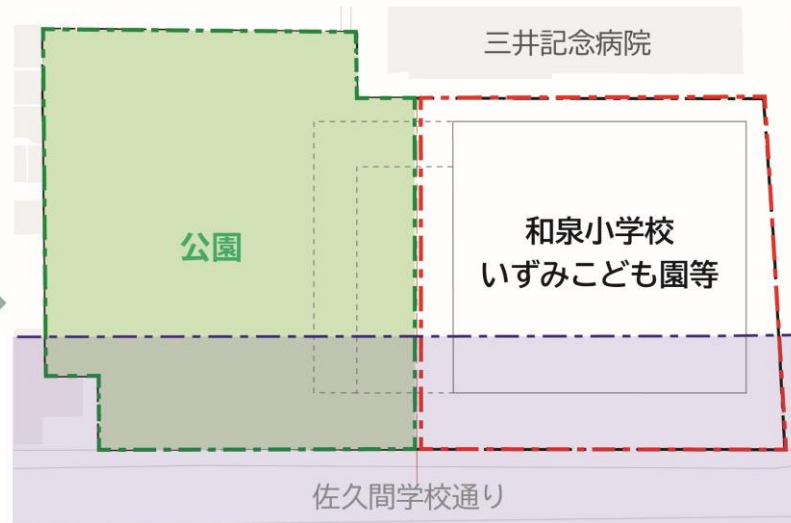 三井記念病院
公園
和泉小学校
いずみこども園等
佐久間学校通り